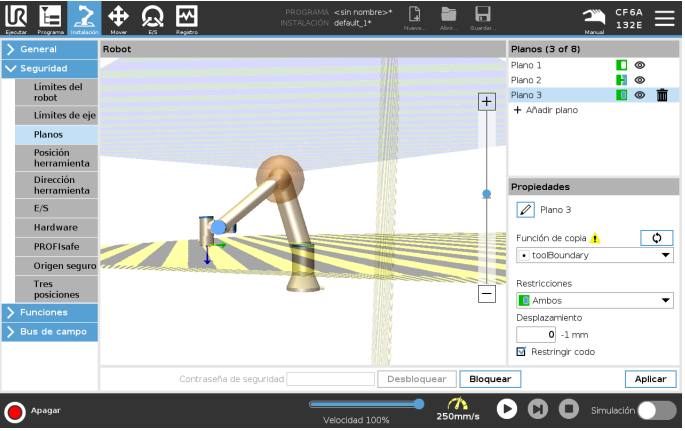 UR
Ejecutar
Programa
Instalación
Mover
E/S
Registro
PROGRAMA <sin nombre>*
INSTALACIÓN default_1*
Nuevo...
Abrir...
Guardar...
Manual
CF6A
132E
General
Seguridad
Límites del
robot
Límites de eje
Planos
Posición
herramienta
Dirección
herramienta
E/S
Hardware
PROFIsafe
Origen seguro
Tres
posiciones
Funciones
Bus de campo
Robot
Planos (3 of 8)
Plano 1
Plano 2
Plano 3
+ Añadir plano
Propiedades
Plano 3
Función de copia
toolBoundary
Restricciones
Ambos
Desplazamiento
0 -1 mm
Restringir codo
Contraseña de seguridad
Desbloquear
Bloquear
Aplicar
Apagar
Velocidad 100%
250mm/s
Simulación